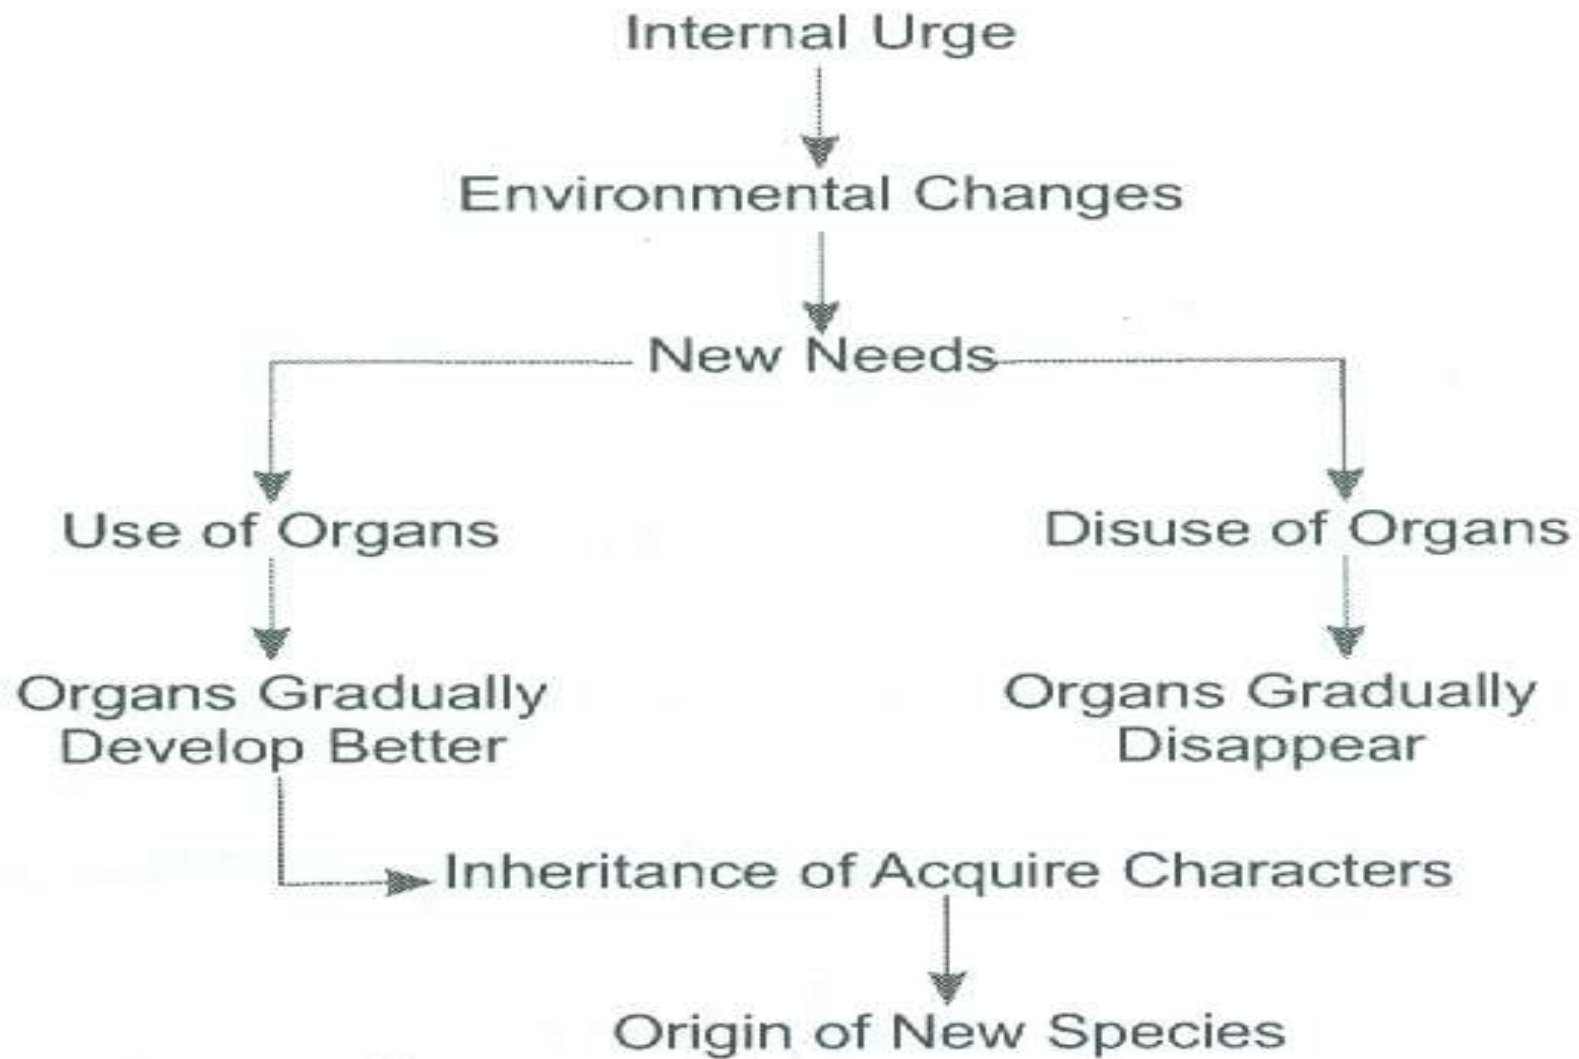 Internal Urge
Environmental Changes
New Needs
Use of Organs
Disuse of Organs
Organs Gradually
Develop Better
Organs Gradually
Disappear
Inheritance of Acquire Characters
Origin of New Species